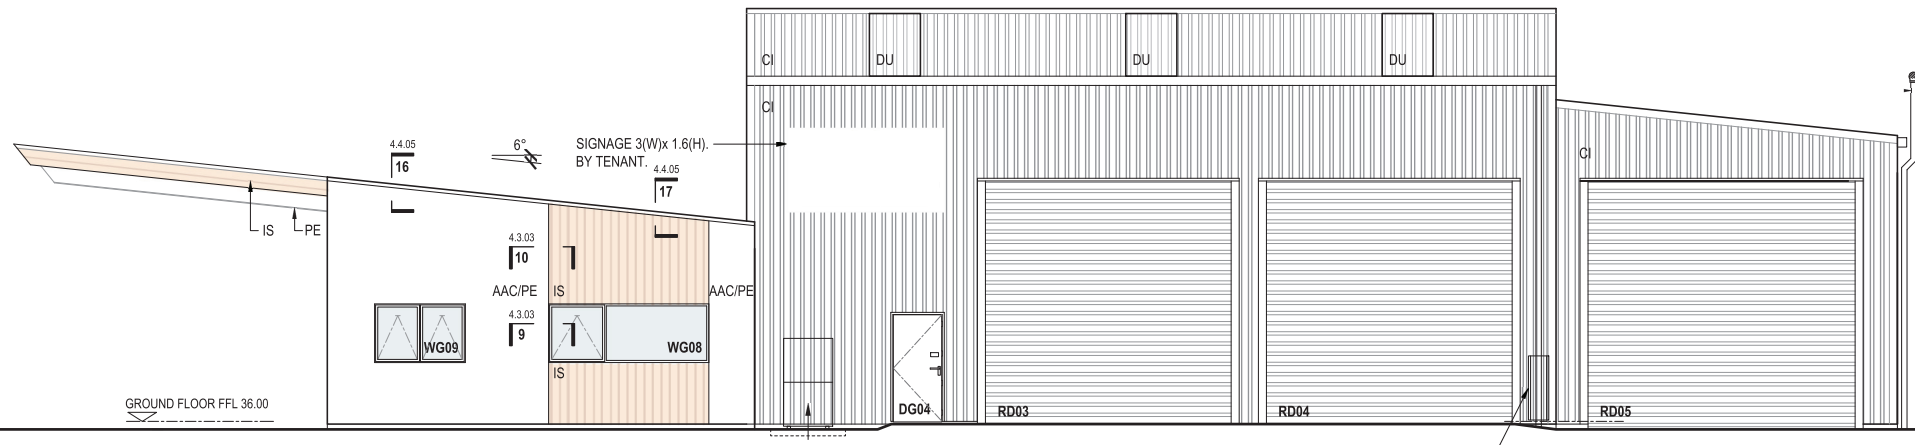 CI
DU
DU
DU
CI
SIGNAGE 3(W)x 1.6(H).
BY TENANT.
4.4.05
16
6°
4.4.05
17
CI
IS
PE
4.3.03
10
AAC/PE
IS
AAC/PE
4.3.03
9
WG09
WG08
IS
GROUND FLOOR FFL 36.00
DG04
RD03
RD04
RD05